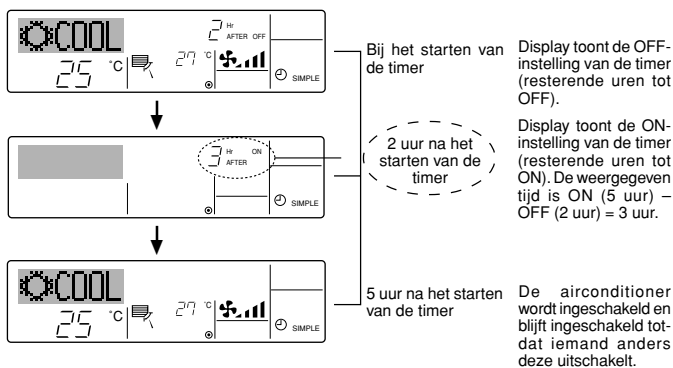 COOL
2 Hr
AFTER OFF
25 °C
27 °C
SIMPLE
Bij het starten van
de timer
Display toont de OFF-
instelling van de timer
(resterende uren tot
OFF).
3 Hr ON
AFTER
SIMPLE
2 uur na het
starten van de
timer
Display toont de ON-
instelling van de timer
(resterende uren tot
ON). De weergegeven
tijd is ON (5 uur) –
OFF (2 uur) = 3 uur.
COOL
25 °C
27 °C
SIMPLE
5 uur na het starten
van de timer
De airconditioner
wordt ingeschakeld en
blijft ingeschakeld tot-
dat iemand anders
deze uitschakelt.